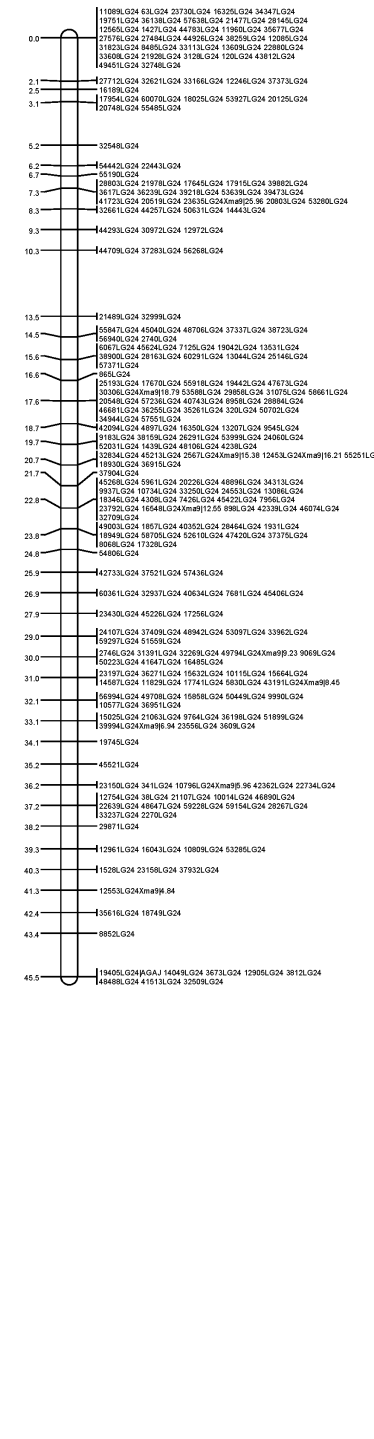 11089LG24 63LG24 23730LG24 16325LG24 34347LG24
19751LG24 36138LG24 57638LG24 21477LG24 28145LG24
12565LG24 1427LG24 44783LG24 11960LG24 35677LG24
0.0 27576LG24 27484LG24 44926LG24 38259LG24 12085LG24
31823LG24 8485LG24 33113LG24 13609LG24 22880LG24
33608LG24 21928LG24 3128LG24 120LG24 43812LG24
49451LG24 32748LG24
2.1 27712LG24 32621LG24 33166LG24 12246LG24 37373LG24
2.5 16189LG24
3.1 17954LG24 60070LG24 18025LG24 53927LG24 20125LG24
20748LG24 55485LG24
5.2 32548LG24
6.2 54442LG24 22443LG24
6.7 55190LG24
28803LG24 21978LG24 17645LG24 17915LG24 39882LG24
7.3 3617LG24 36239LG24 39218LG24 53639LG24 39473LG24
41723LG24 20519LG24 23635LG24Xma9|25.96 20803LG24 53280LG24
8.3 32661LG24 44257LG24 50631LG24 14443LG24
9.3 44293LG24 30972LG24 12972LG24
10.3 44709LG24 37283LG24 56268LG24
13.5 21489LG24 32999LG24
14.5 55847LG24 45040LG24 48706LG24 37337LG24 38723LG24
56940LG24 2740LG24
6067LG24 45624LG24 7125LG24 19042LG24 13531LG24
15.6 38900LG24 28163LG24 60291LG24 13044LG24 25146LG24
57371LG24
16.6 865LG24
25193LG24 17670LG24 55918LG24 19442LG24 47673LG24
30306LG24Xma9|18.79 53588LG24 29858LG24 31075LG24 58661LG24
17.6 20548LG24 57236LG24 40743LG24 8958LG24 28884LG24
46681LG24 36255LG24 35261LG24 320LG24 50702LG24
34944LG24 57551LG24
18.7 42094LG24 4897LG24 16350LG24 13207LG24 9545LG24
19.7 9183LG24 38159LG24 26291LG24 53999LG24 24060LG24
52031LG24 1439LG24 48106LG24 4238LG24
20.7 32834LG24 45213LG24 2567LG24Xma9|15.38 12453LG24Xma9|16.21 55251LG
18930LG24 36915LG24
21.7 37904LG24
45268LG24 5961LG24 20226LG24 48896LG24 34313LG24
9937LG24 10734LG24 33250LG24 24553LG24 13086LG24
22.8 18346LG24 4308LG24 7426LG24 45422LG24 7956LG24
23792LG24 16548LG24Xma9|12.55 898LG24 42339LG24 46074LG24
32709LG24
49003LG24 1857LG24 40352LG24 28464LG24 1931LG24
23.8 18949LG24 58705LG24 52610LG24 47420LG24 37375LG24
8068LG24 17328LG24
24.8 54806LG24
25.9 42733LG24 37521LG24 57436LG24
26.9 60361LG24 32937LG24 40634LG24 7681LG24 45406LG24
27.9 23430LG24 45226LG24 17256LG24
29.0 24107LG24 37409LG24 48942LG24 53097LG24 33962LG24
59297LG24 51559LG24
30.0 2746LG24 31391LG24 32269LG24 49794LG24Xma9|9.23 9069LG24
50223LG24 41647LG24 16485LG24
31.0 23197LG24 36271LG24 15632LG24 10115LG24 15664LG24
14587LG24 11829LG24 17741LG24 5830LG24 43191LG24Xma9|8.45
32.1 56994LG24 49708LG24 15858LG24 50449LG24 9990LG24
10577LG24 36951LG24
33.1 15025LG24 21063LG24 9764LG24 36198LG24 51899LG24
39994LG24Xma9|6.94 23556LG24 3609LG24
34.1 19745LG24
35.2 45521LG24
36.2 23150LG24 341LG24 10796LG24Xma9|5.96 42362LG24 22734LG24
12754LG24 38LG24 21107LG24 10014LG24 46890LG24
37.2 22639LG24 48647LG24 59228LG24 59154LG24 28267LG24
33237LG24 2270LG24
38.2 29871LG24
39.3 12961LG24 16043LG24 10809LG24 53285LG24
40.3 1528LG24 23158LG24 37932LG24
41.3 12553LG24Xma9|4.84
42.4 35616LG24 18749LG24
43.4 8852LG24
45.5 19405LG24|AGAJ 14049LG24 3673LG24 12905LG24 3812LG24
48488LG24 41513LG24 32509LG24